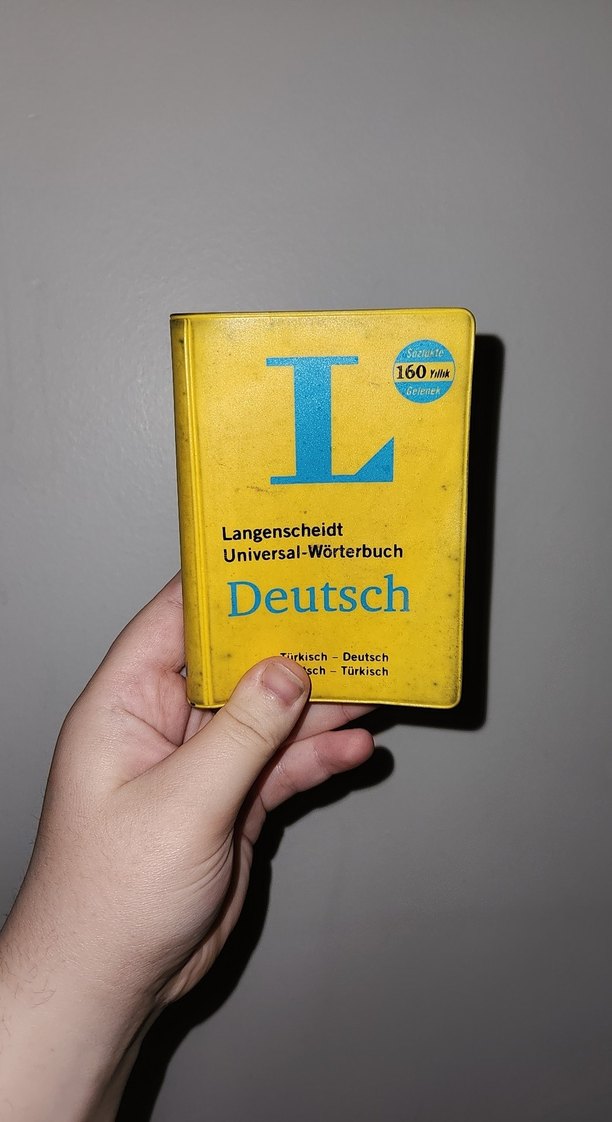 L
Sözlükte
160 Yıllık
Gelenek
Langenscheidt
Universal-Wörterbuch
Deutsch
Türkisch – Deutsch
– Türkisch